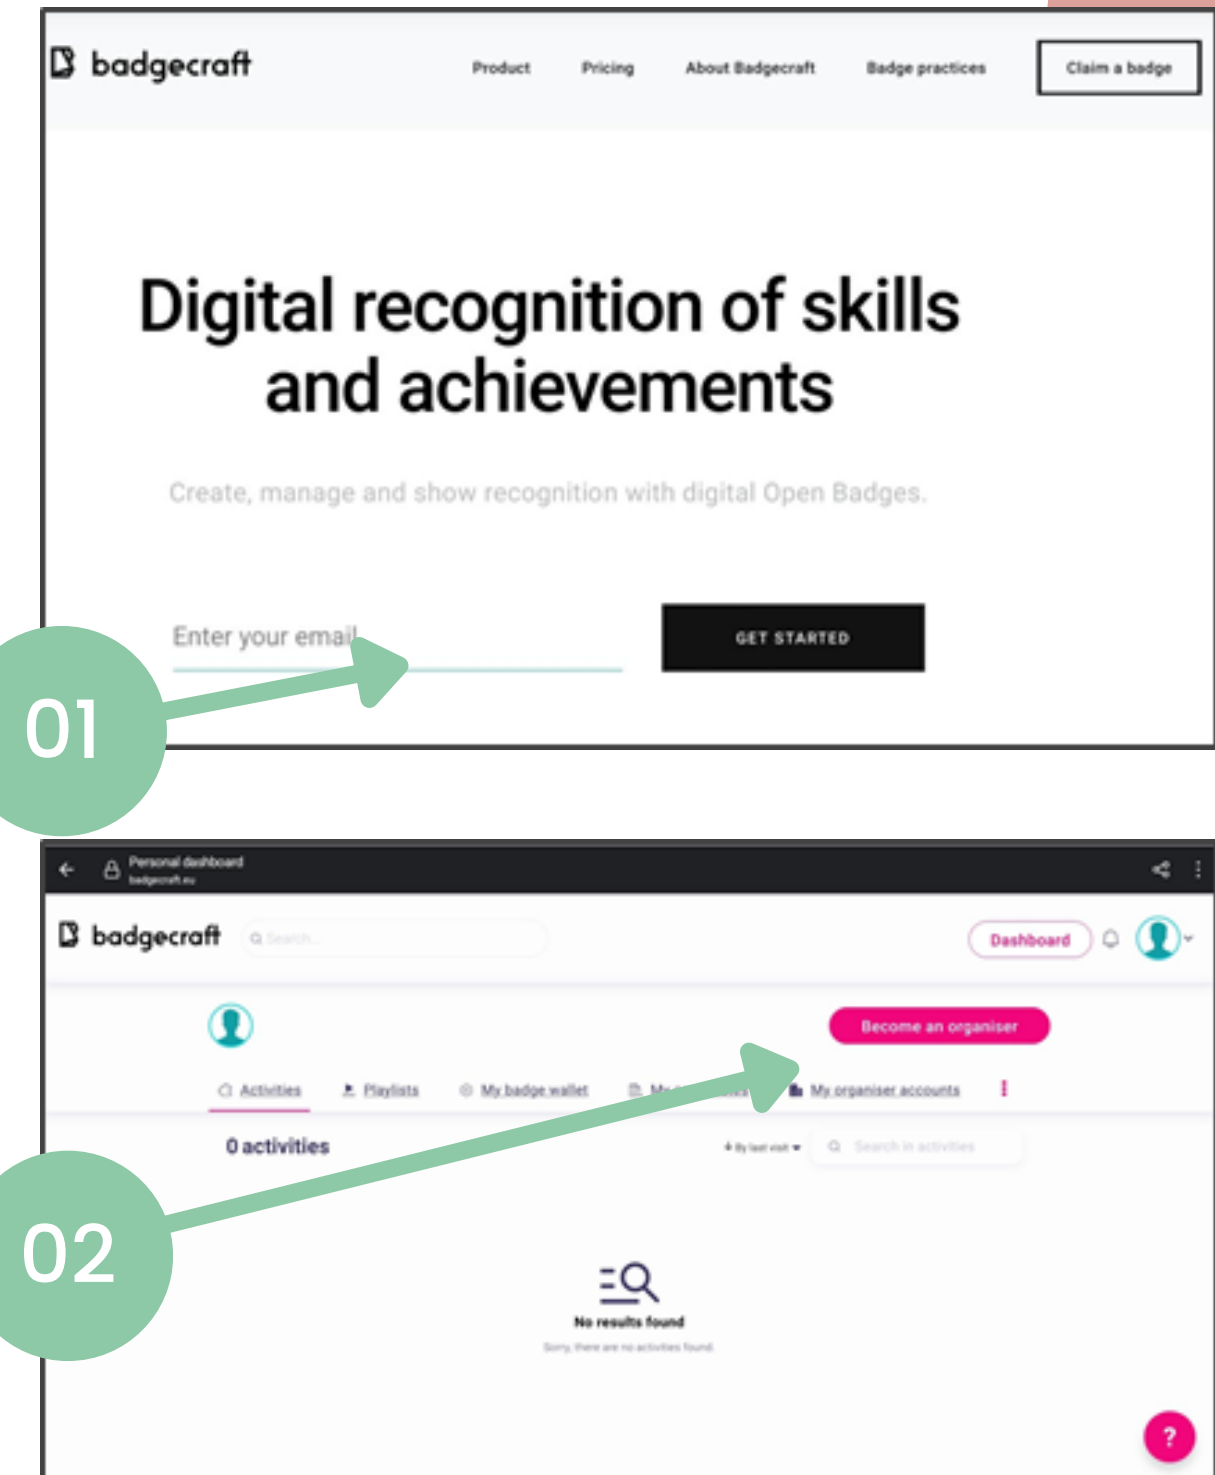 badgecraft
Product Pricing About Badgecraft Badge practices Claim a badge
Digital recognition of skills
and achievements
Create, manage and show recognition with digital Open Badges.
Enter your email
GET STARTED
01
Personal dashboard
badgecraft.eu
badgecraft Search... Dashboard
Become an organiser
Activities Playlists My badge wallet My organiser accounts
0 activities By last visit Search in activities
02
No results found
Sorry, there are no activities found.
?